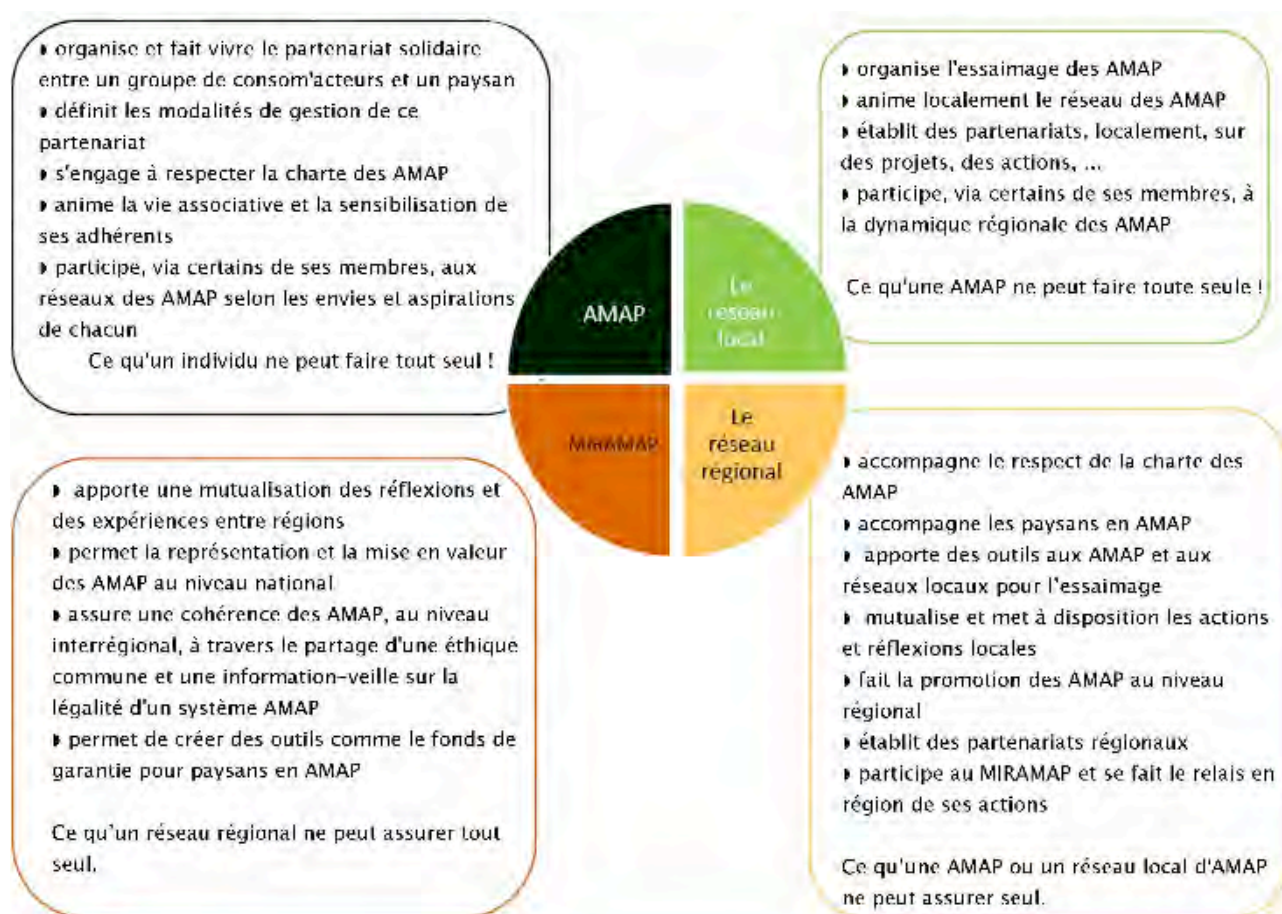 ◗ organise et fait vivre le partenariat solidaire
entre un groupe de consom'acteurs et un paysan
◗ définit les modalités de gestion de ce
partenariat
◗ s'engage à respecter la charte des AMAP
◗ anime la vie associative et la sensibilisation de
ses adhérents
◗ participe, via certains de ses membres, aux
réseaux des AMAP selon les envies et aspirations
de chacun
Ce qu'un individu ne peut faire tout seul !
◗ organise l'essaimage des AMAP
◗ anime localement le réseau des AMAP
◗ établit des partenariats, localement, sur
des projets, des actions, ...
◗ participe, via certains de ses membres, à
la dynamique régionale des AMAP
Ce qu'une AMAP ne peut faire toute seule !
AMAP
Le
réseau
local
MIRAMAP
Le
réseau
régional
◗ apporte une mutualisation des réflexions et
des expériences entre régions
◗ permet la représentation et la mise en valeur
des AMAP au niveau national
◗ assure une cohérence des AMAP, au niveau
interrégional, à travers le partage d'une éthique
commune et une information-veille sur la
légalité d'un système AMAP
◗ permet de créer des outils comme le fonds de
garantie pour paysans en AMAP
Ce qu'un réseau régional ne peut assurer tout
seul.
◗ accompagne le respect de la charte des
AMAP
◗ accompagne les paysans en AMAP
◗ apporte des outils aux AMAP et aux
réseaux locaux pour l'essaimage
◗ mutualise et met à disposition les actions
et réflexions locales
◗ fait la promotion des AMAP au niveau
régional
◗ établit des partenariats régionaux
◗ participe au MIRAMAP et se fait le relais en
région de ses actions
Ce qu'une AMAP ou un réseau local d'AMAP
ne peut assurer seul.